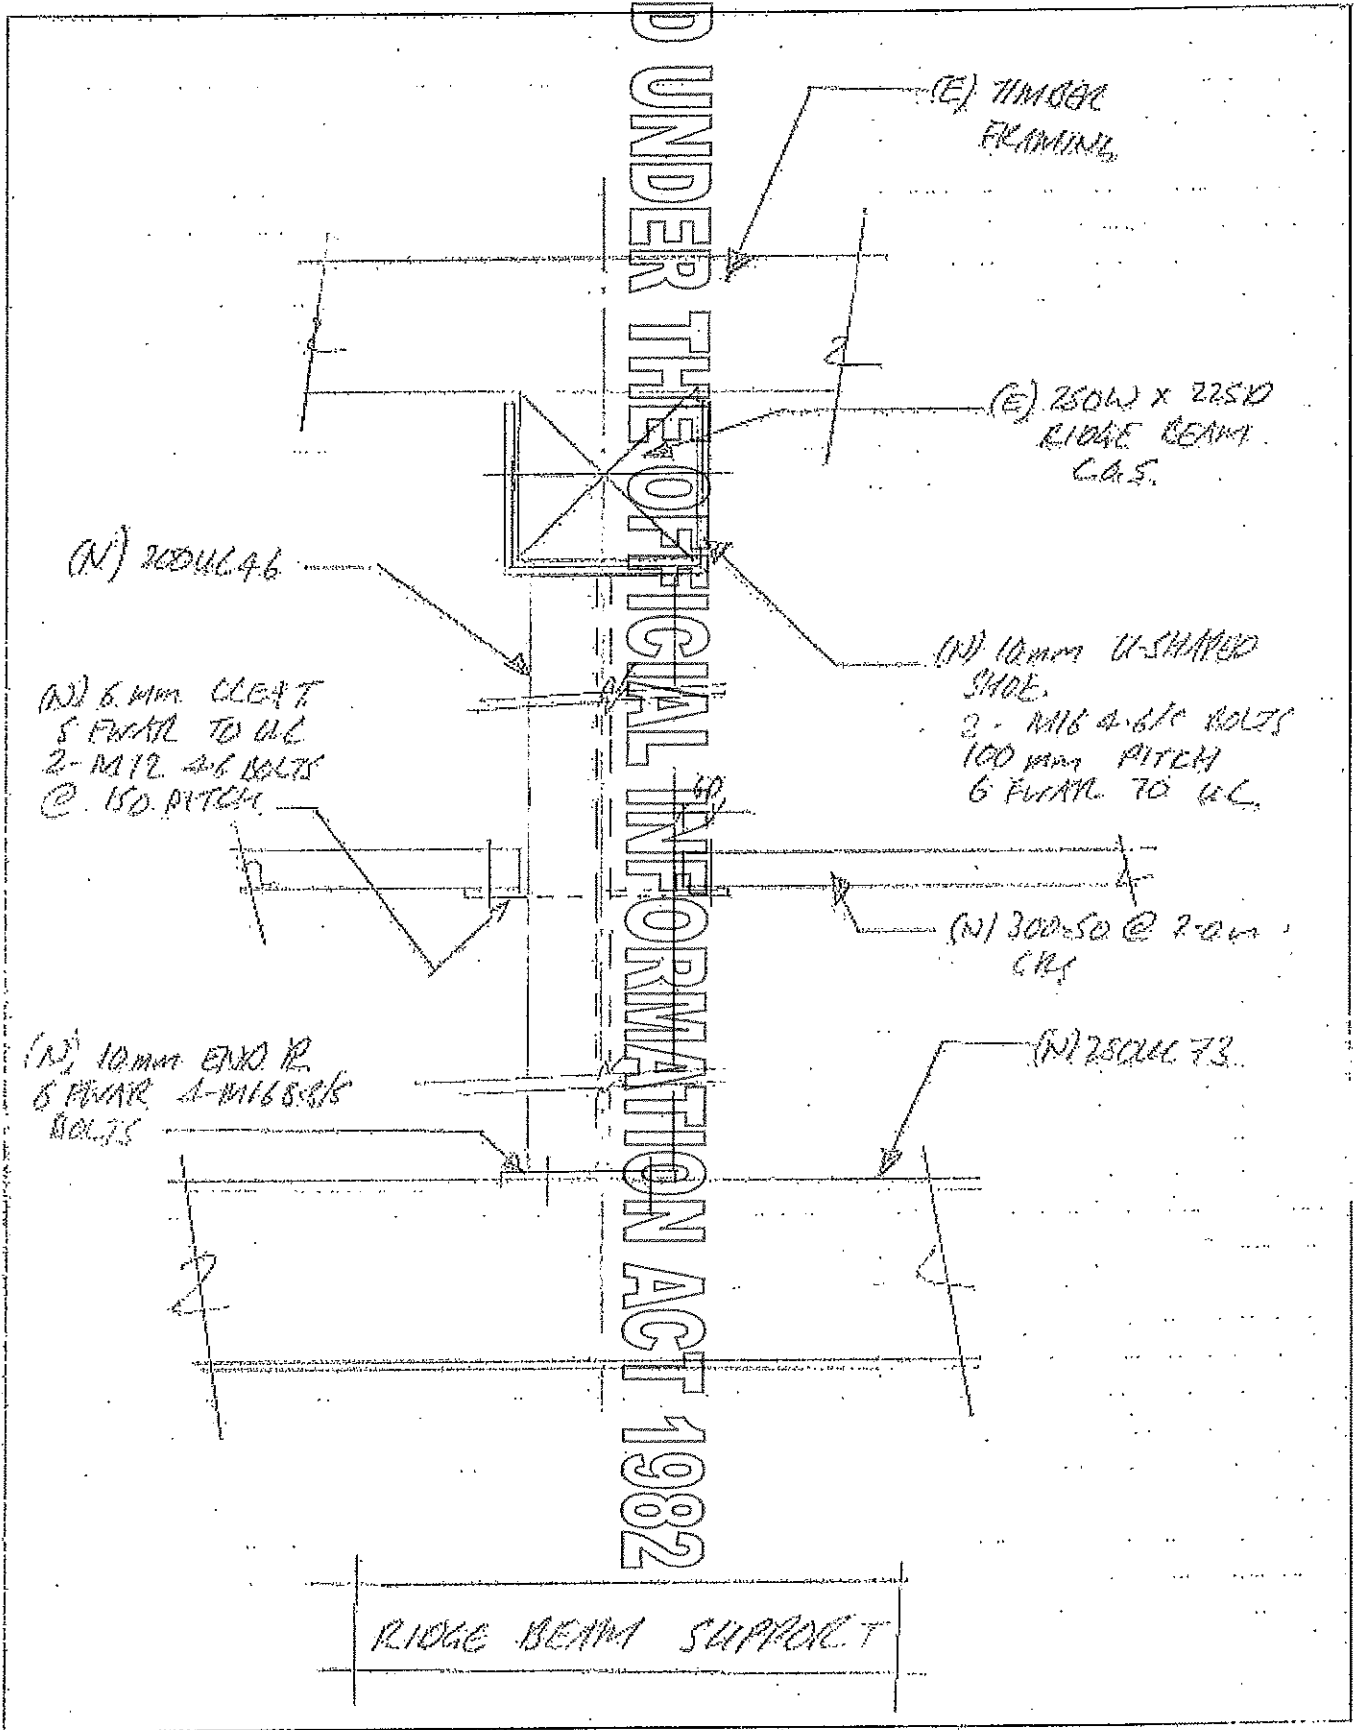 D UNDER THE OFFICIAL INFORMATION ACT 1982
(E) TIMBER
FRAMING
(E) 250W X 225D
RIDGE BEAM
(N) 200UC46
(N) 10mm U-SHAPED
SHOE.
2 - M16 4.6/S BOLTS
100 mm PITCH
6 FWAR TO UC
(N) 6 mm CLEAT
5 FWAR TO UC
2- M12 4.6 BOLTS
@ 150 PITCH
60
(N) 300-50 @ 2-0m
CRS
(N) 10mm END PL
6 FWAR 4-M16 8.8/S
BOLTS
(N) 250UC 73
RIDGE BEAM SUPPORT